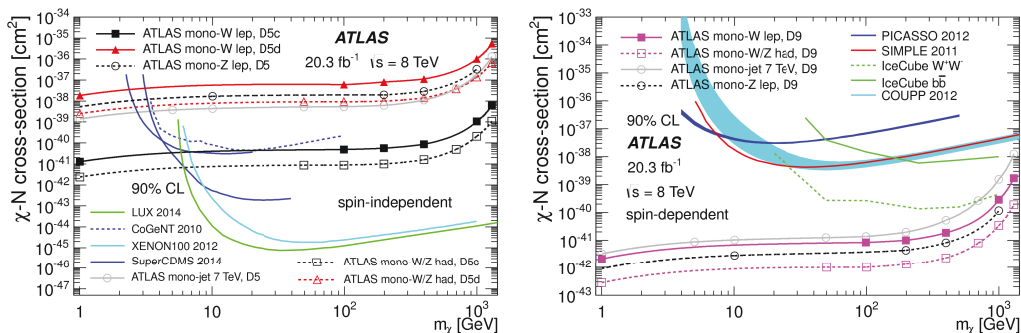 χ-N cross-section [cm²]
10⁻³⁴
10⁻³⁵
10⁻³⁶
10⁻³⁷
10⁻³⁸
10⁻³⁹
10⁻⁴⁰
10⁻⁴¹
10⁻⁴²
10⁻⁴³
10⁻⁴⁴
10⁻⁴⁵
10⁻⁴⁶
10⁻⁴⁷
ATLAS mono-W lep, D5c
ATLAS mono-W lep, D5d
ATLAS mono-Z lep, D5
ATLAS
20.3 fb⁻¹ √s = 8 TeV
90% CL
spin-independent
LUX 2014
CoGeNT 2010
XENON100 2012
SuperCDMS 2014
ATLAS mono-jet 7 TeV, D5
ATLAS mono-W/Z had, D5c
ATLAS mono-W/Z had, D5d
1 10 10² 10³
mχ [GeV]
χ-N cross-section [cm²]
10⁻³¹
10⁻³²
10⁻³³
10⁻³⁴
10⁻³⁵
10⁻³⁶
10⁻³⁷
10⁻³⁸
10⁻³⁹
10⁻⁴⁰
10⁻⁴¹
10⁻⁴²
10⁻⁴³
ATLAS mono-W lep, D9
ATLAS mono-W/Z had, D9
ATLAS mono-jet 7 TeV, D9
ATLAS mono-Z lep, D9
PICASSO 2012
SIMPLE 2011
IceCube W⁺W⁻
IceCube bb̅
COUPP 2012
90% CL
ATLAS
20.3 fb⁻¹
√s = 8 TeV
spin-dependent
1 10 10² 10³
mχ [GeV]